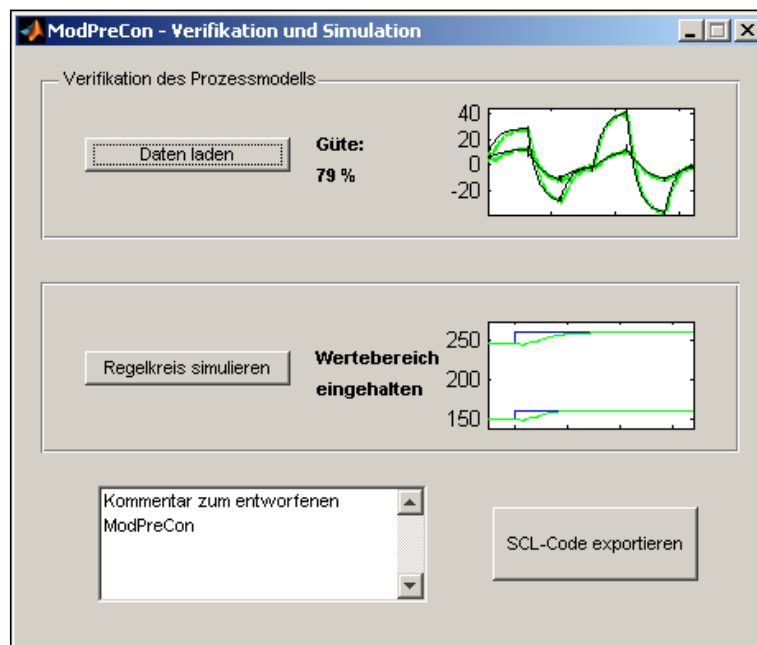 ModPreCon - Verifikation und Simulation
Verifikation des Prozessmodells
Daten laden
Güte:
79 %
40
20
0
-20
Regelkreis simulieren
Wertebereich
eingehalten
250
200
150
Kommentar zum entworfenen
ModPreCon
SCL-Code exportieren